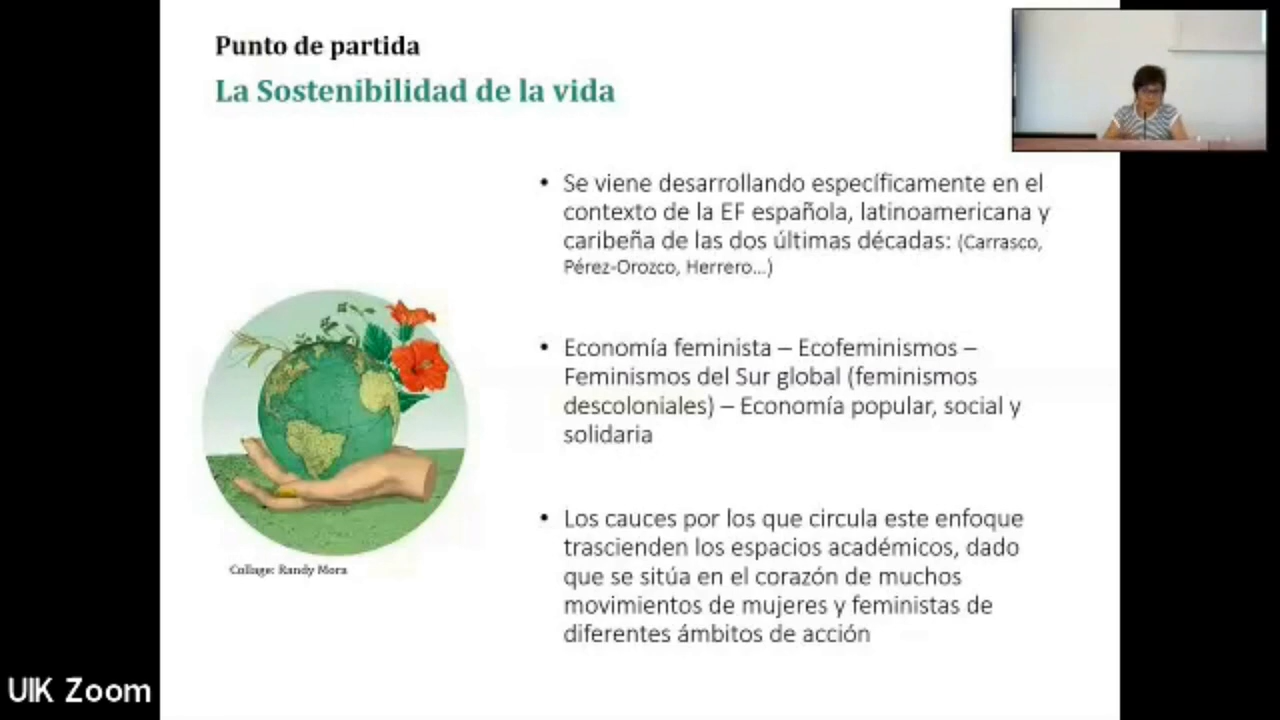 Punto de partida
La Sostenibilidad de la vida
• Se viene desarrollando específicamente en el
contexto de la EF española, latinoamericana y
caribeña de las dos últimas décadas: (Carrasco,
Pérez-Orozco, Herrero...)
• Economía feminista – Ecofeminismos –
Feminismos del Sur global (feminismos
descoloniales) – Economía popular, social y
solidaria
• Los cauces por los que circula este enfoque
trascienden los espacios académicos, dado
que se sitúa en el corazón de muchos
movimientos de mujeres y feministas de
diferentes ámbitos de acción
Collage: Randy Mora
UIK Zoom